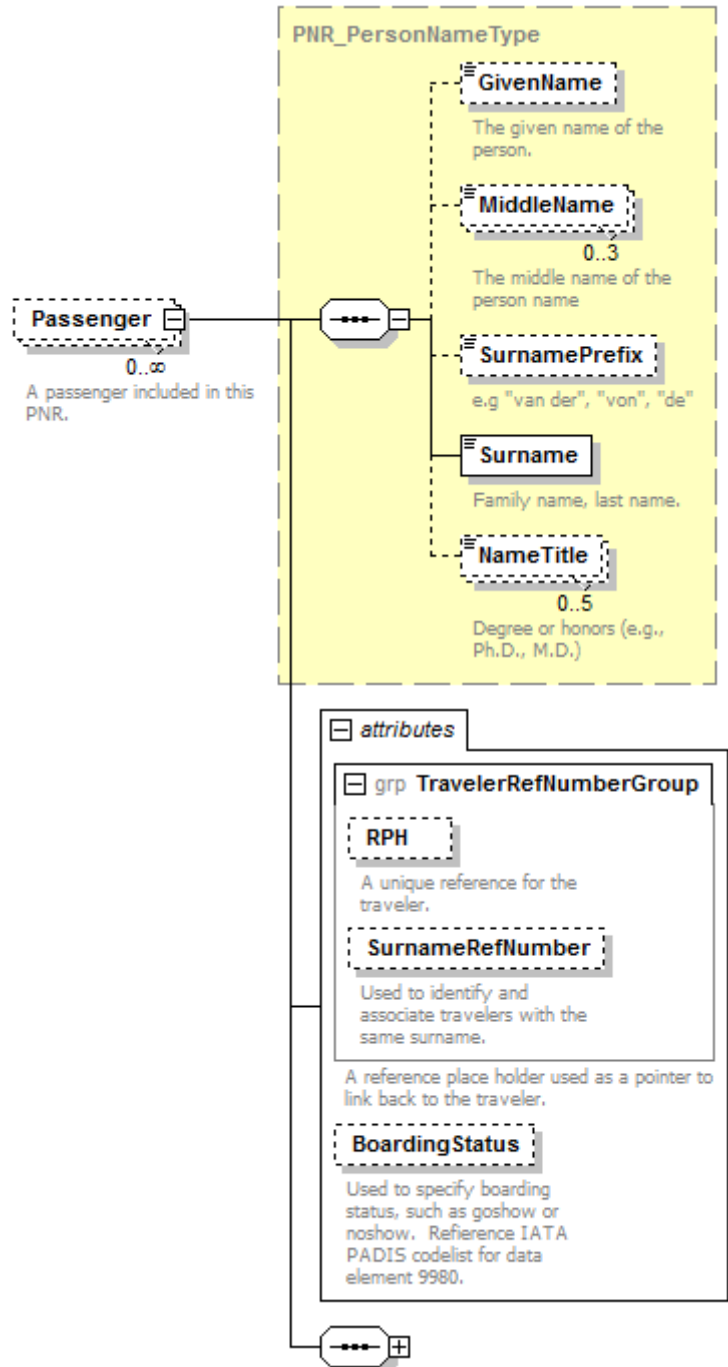 PNR_PersonNameType
GivenName
The given name of the
person.
MiddleName
0..3
The middle name of the
person name
Passenger
0..∞
A passenger included in this
PNR.
SurnamePrefix
e.g "van der", "von", "de"
Surname
Family name, last name.
NameTitle
0..5
Degree or honors (e.g.,
Ph.D., M.D.)
attributes
grp TravelerRefNumberGroup
RPH
A unique reference for the
traveler.
SurnameRefNumber
Used to identify and
associate travelers with the
same surname.
A reference place holder used as a pointer to
link back to the traveler.
BoardingStatus
Used to specify boarding
status, such as goshow or
noshow.  Refierence IATA
PADIS codelist for data
element 9980.